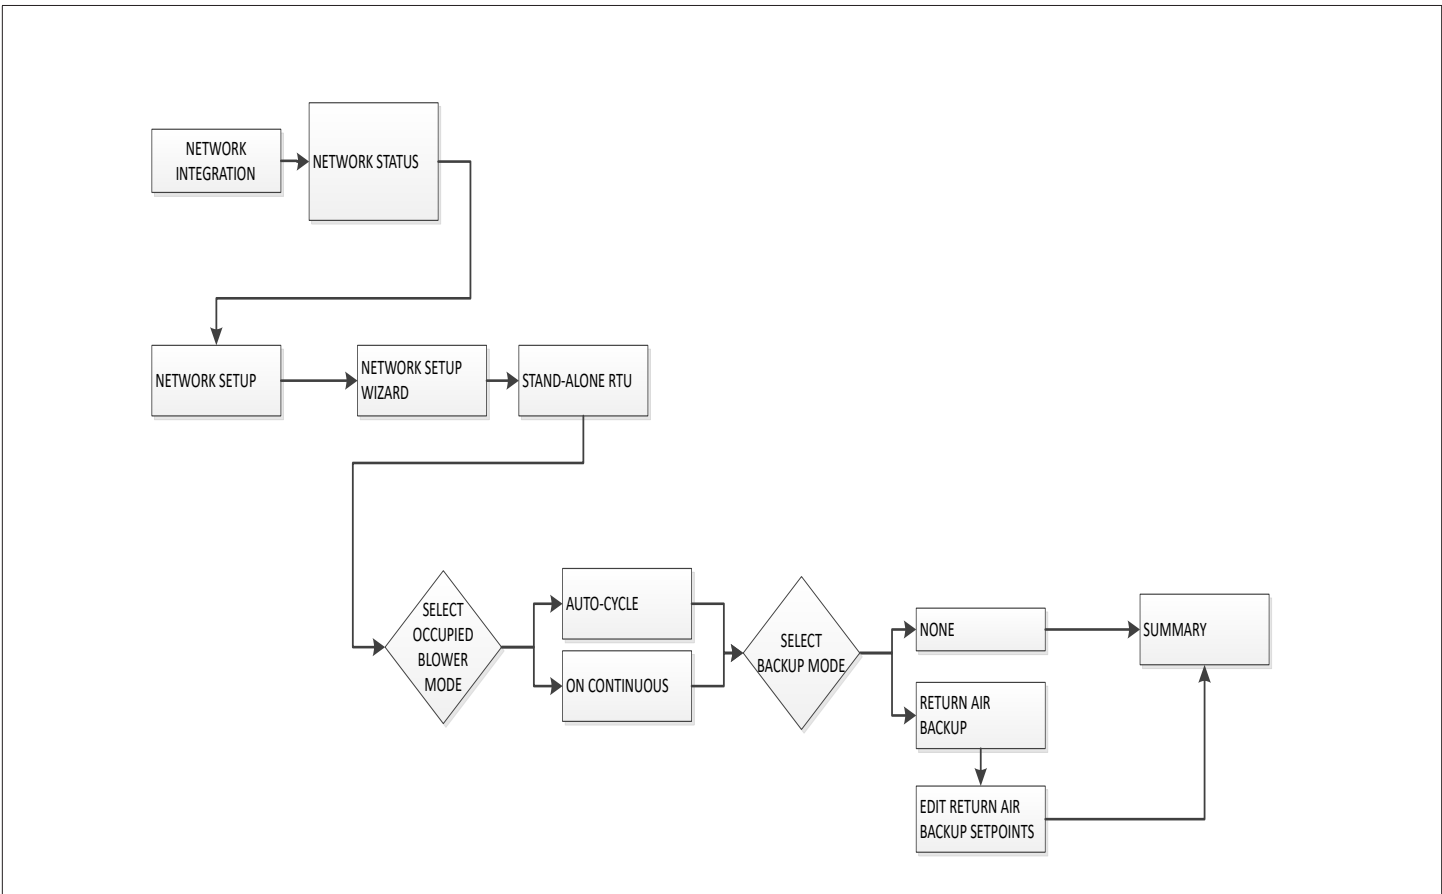 NETWORK
INTEGRATION
NETWORK STATUS
NETWORK SETUP
NETWORK SETUP
WIZARD
STAND-ALONE RTU
SELECT
OCCUPIED
BLOWER
MODE
AUTO-CYCLE
ON CONTINUOUS
SELECT
BACKUP MODE
NONE
RETURN AIR
BACKUP
EDIT RETURN AIR
BACKUP SETPOINTS
SUMMARY